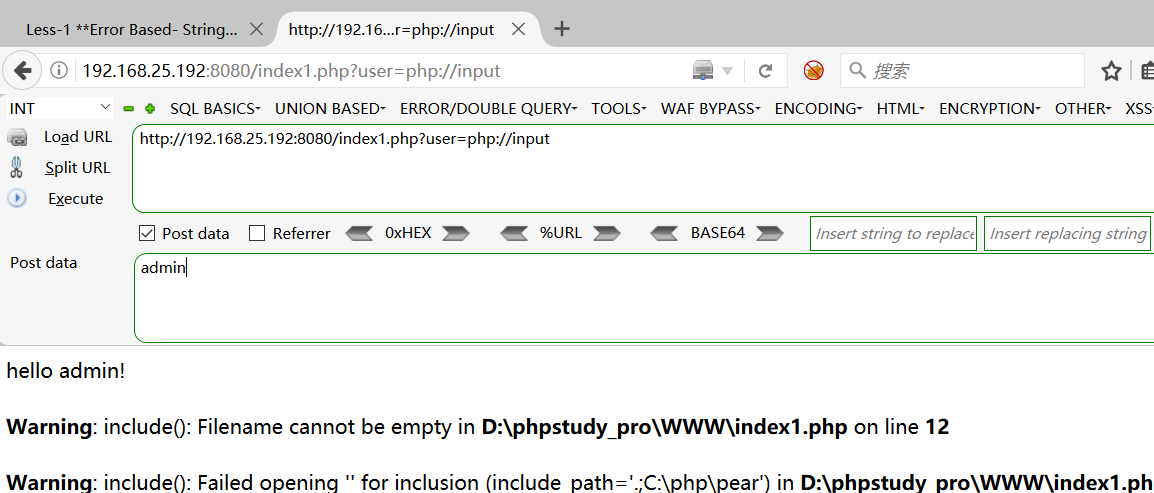 Less-1 **Error Based- String...
http://192.16...r=php://input
192.168.25.192:8080/index1.php?user=php://input
搜索
INT
SQL BASICS
UNION BASED
ERROR/DOUBLE QUERY
TOOLS
WAF BYPASS
ENCODING
HTML
ENCRYPTION
OTHER
XSS
Load URL
http://192.168.25.192:8080/index1.php?user=php://input
Split URL
Execute
Post data
Referrer
0xHEX
%URL
BASE64
Insert string to replace
Insert replacing string
Post data
admin
hello admin!
Warning: include(): Filename cannot be empty in D:\phpstudy_pro\WWW\index1.php on line 12
Warning: include(): Failed opening '' for inclusion (include_path='.;C:\php\pear') in D:\phpstudy_pro\WWW\index1.ph